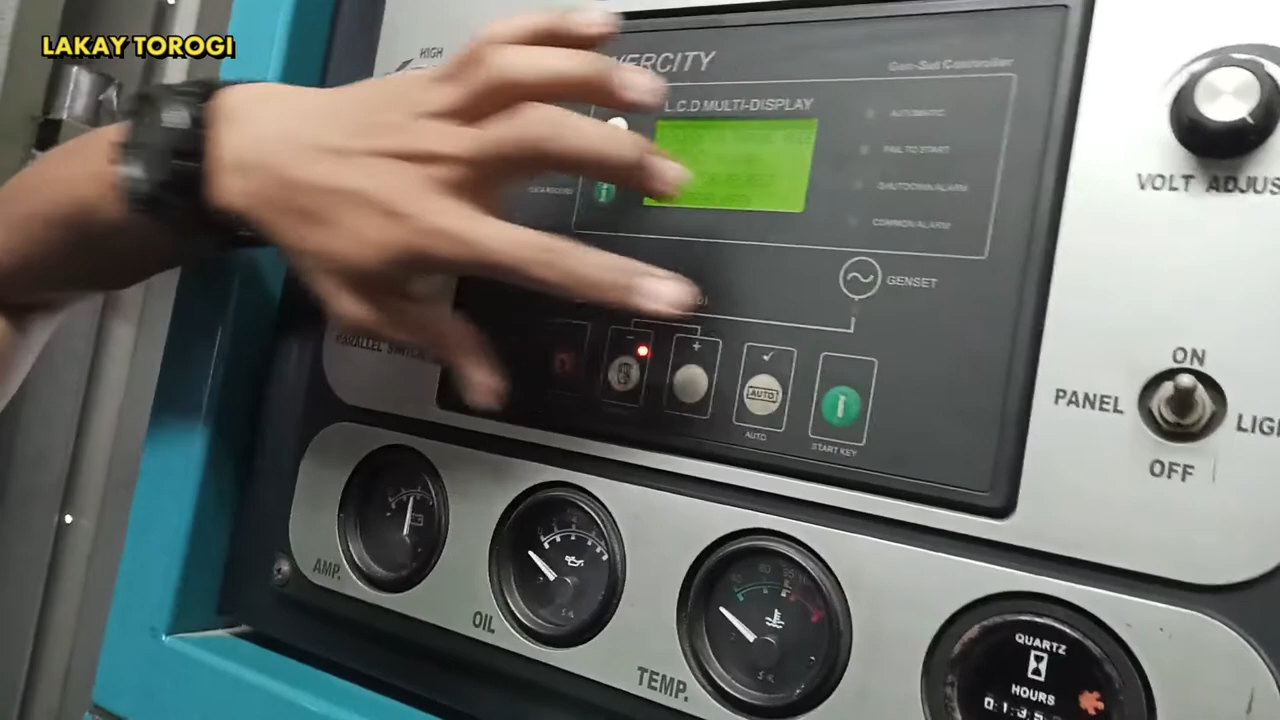 LAKAY TOROGI
HIGH
VERCITY
Gen-Set Controller
L.C.D MULTI-DISPLAY
AUTOMATIC
FAIL TO START
SHUTDOWN ALARM
COMMON ALARM
GENSET
VOLT ADJUS
PARALLEL SWITCH
- +
AUTO
AUTO
START KEY
ON
PANEL LIGH
OFF
AMP.
OIL
TEMP.
QUARTZ
HOURS